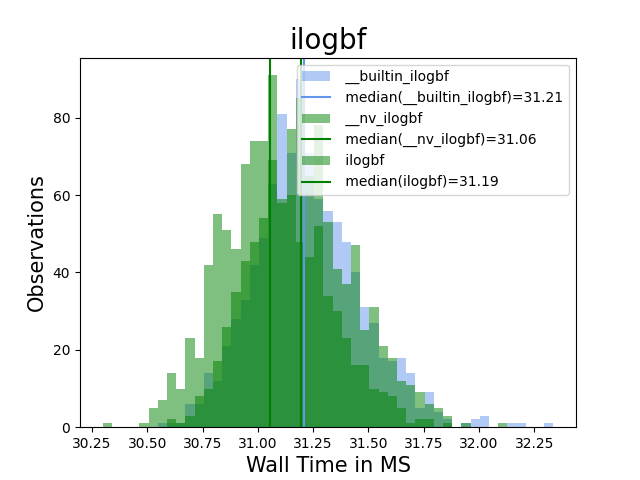 ilogbf
__builtin_ilogbf
median(__builtin_ilogbf)=31.21
__nv_ilogbf
median(__nv_ilogbf)=31.06
ilogbf
median(ilogbf)=31.19
Observations
80
60
40
20
0
30.25 30.50 30.75 31.00 31.25 31.50 31.75 32.00 32.25
Wall Time in MS